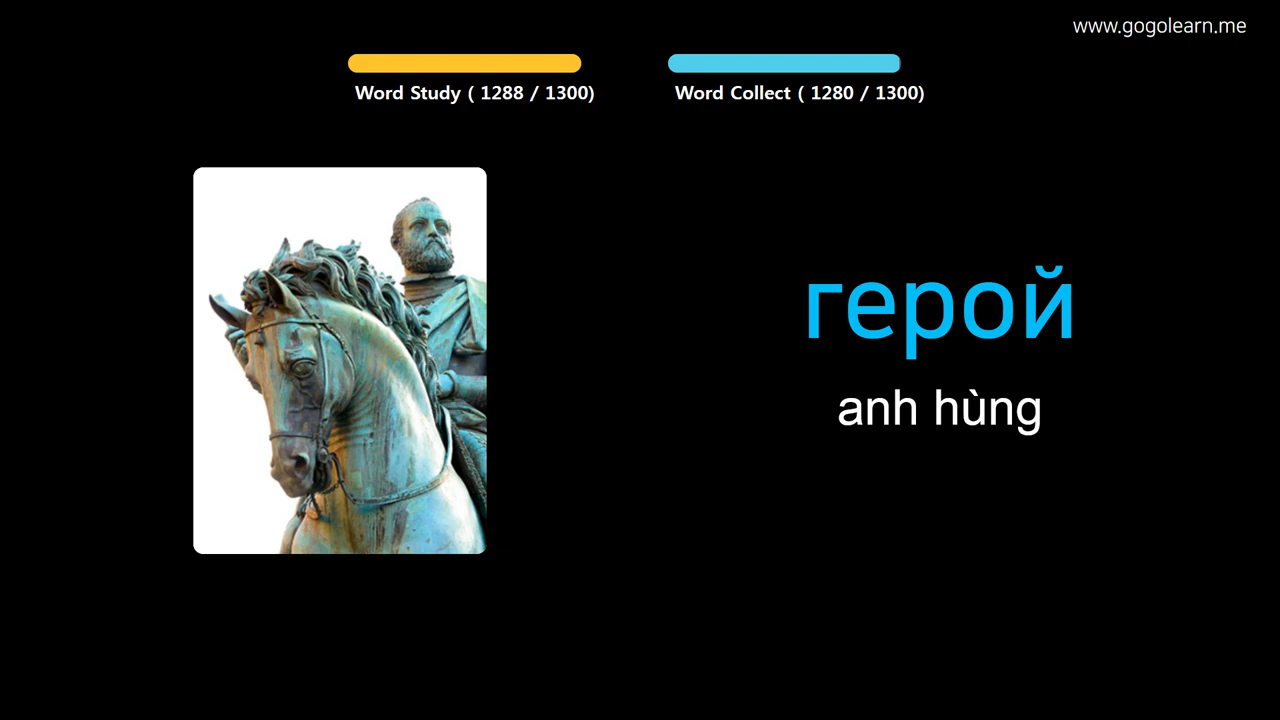 www.gogolearn.me
Word Study ( 1288 / 1300)
Word Collect ( 1280 / 1300)
герой
anh hùng